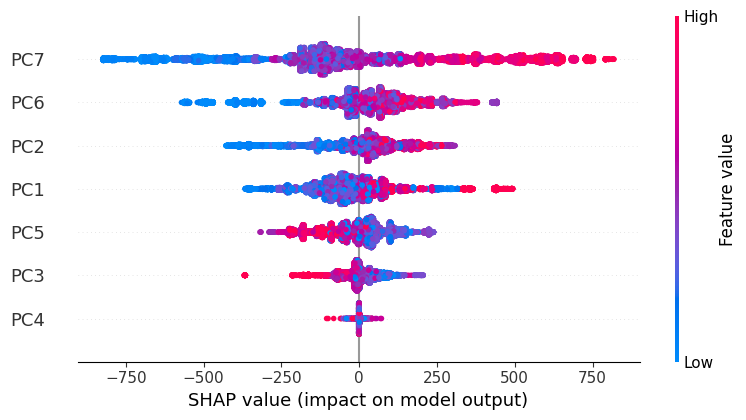 High
PC7
PC6
PC2
PC1
PC5
PC3
PC4
Feature value
Low
−750
−500
−250
0
250
500
750
SHAP value (impact on model output)